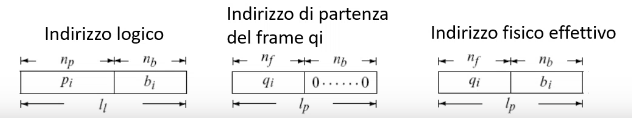 Indirizzo logico
n_p n_b
p_i b_i
l_l
Indirizzo di partenza
del frame qi
n_f n_b
q_i 0······0
l_p
Indirizzo fisico effettivo
n_f n_b
q_i b_i
l_p